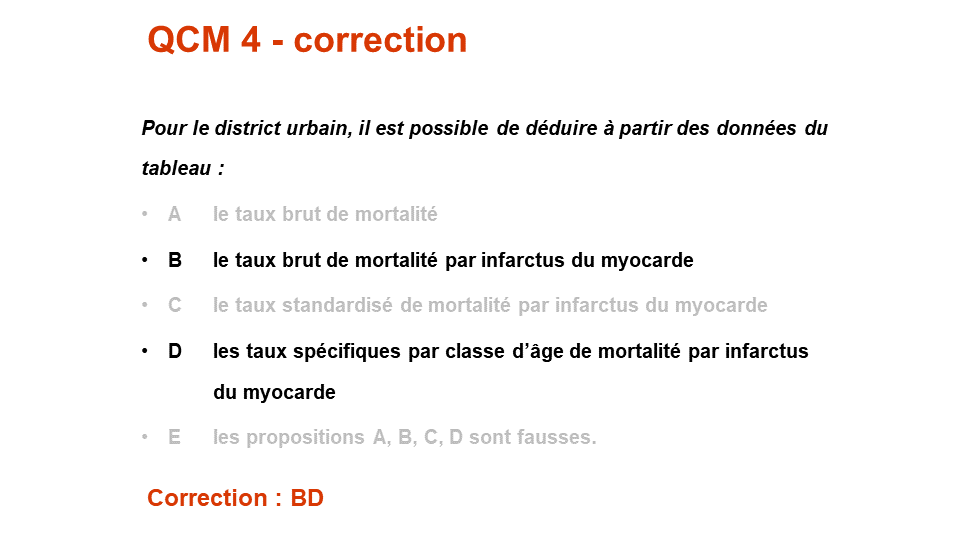 QCM 4 - correction
Pour le district urbain, il est possible de déduire à partir des données du
tableau :
• A le taux brut de mortalité
• B le taux brut de mortalité par infarctus du myocarde
• C le taux standardisé de mortalité par infarctus du myocarde
• D les taux spécifiques par classe d’âge de mortalité par infarctus
du myocarde
• E les propositions A, B, C, D sont fausses.
Correction : BD